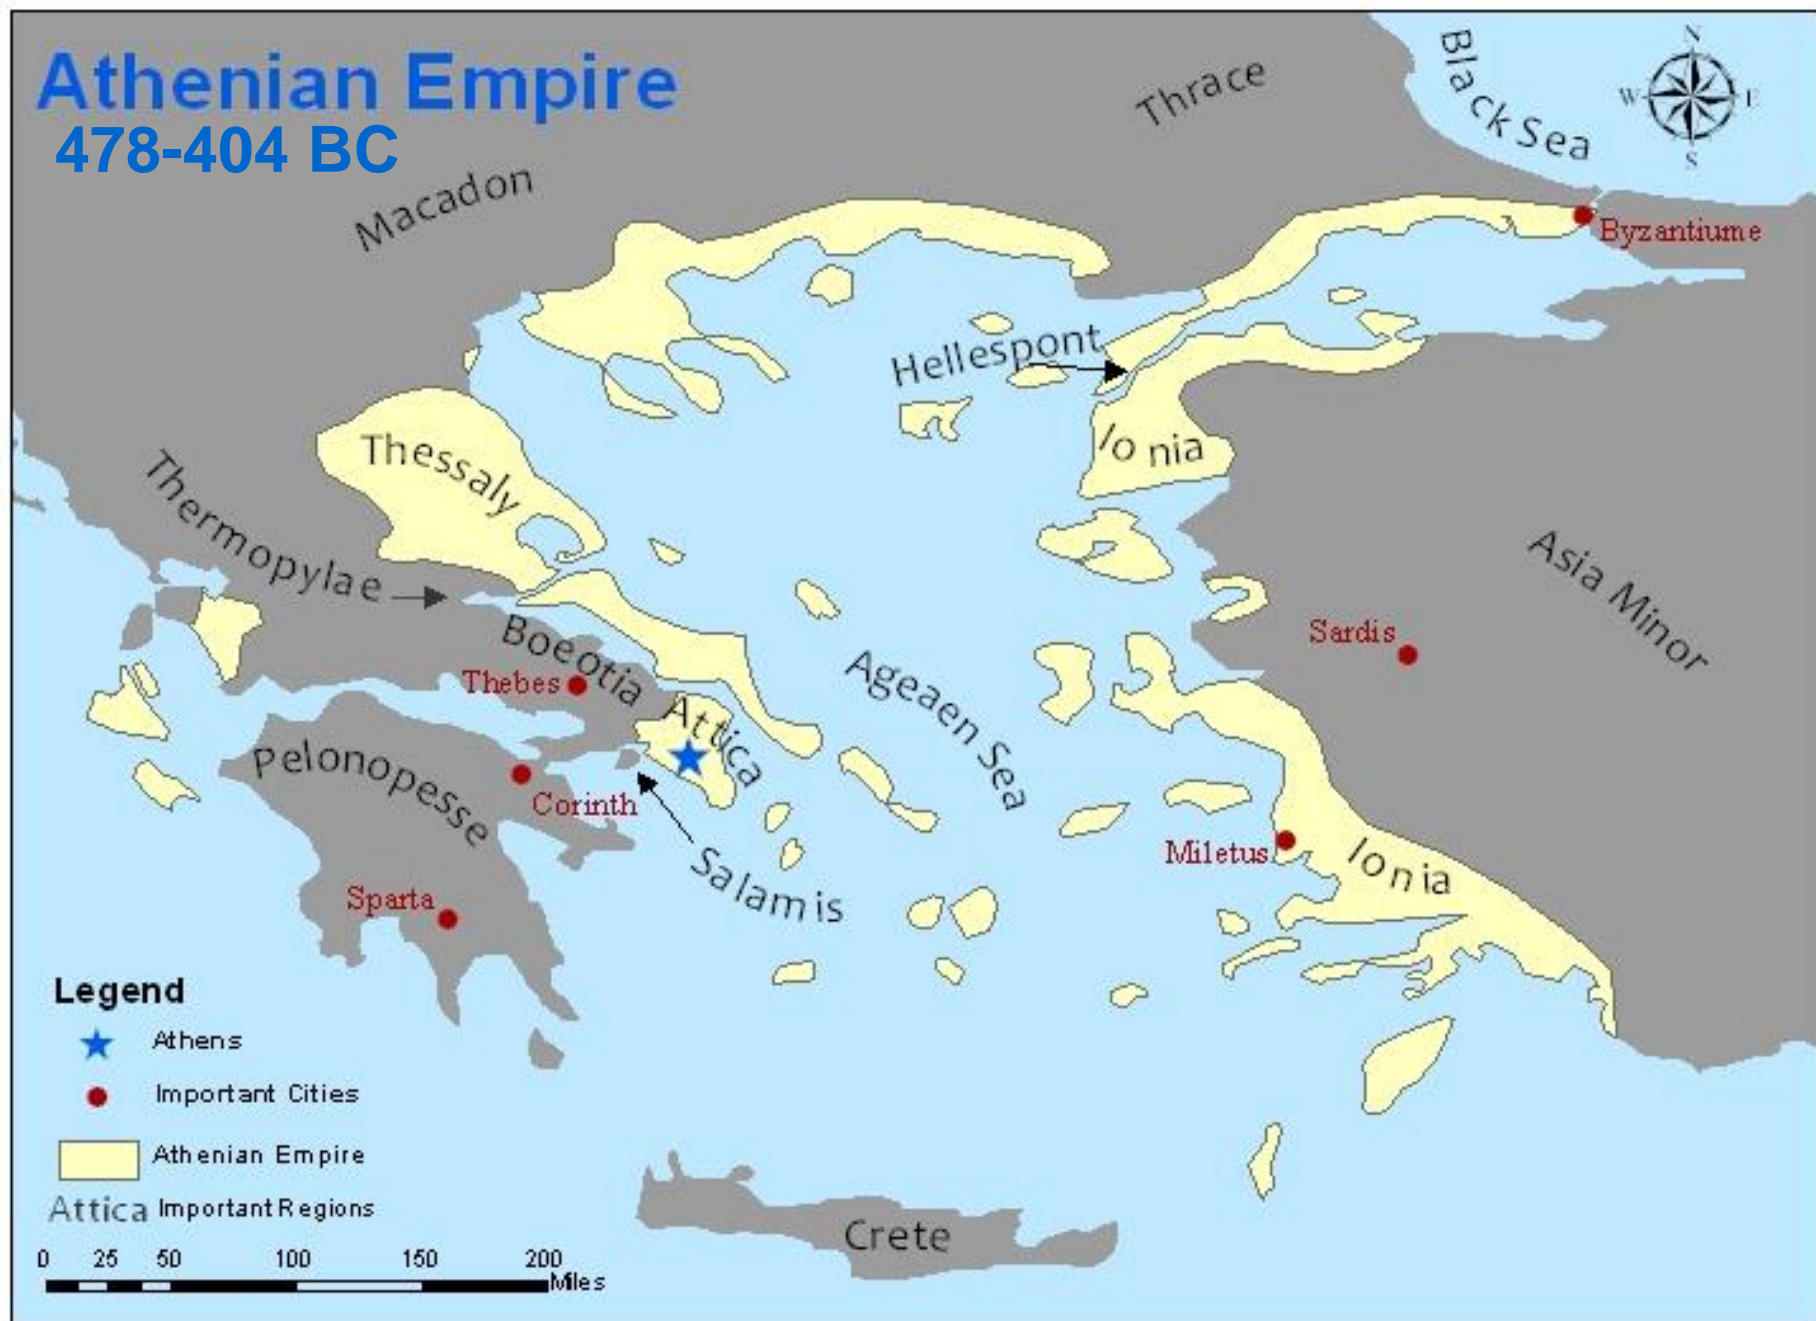 Athenian Empire
478-404 BC
Macadon
Thrace
Black Sea
N
W
E
S
Byzantiume
Hellespont
Ionia
Thessaly
Thermopylae
Boeotia
Thebes
Attica
Ageaen Sea
Asia Minor
Sardis
Pelonopesse
Corinth
Salamis
Sparta
Miletus
Ionia
Crete
Legend
Athens
Important Cities
Athenian Empire
Attica Important Regions
0 25 50 100 150 200
Miles